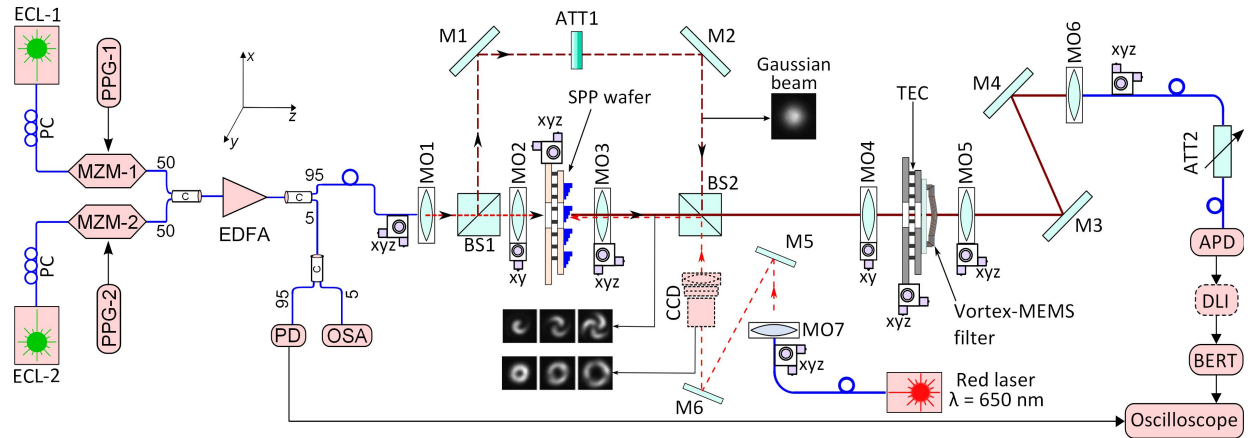 ECL-1
PPG-1
PC
MZM-1
50
x
z
y
95
C
EDFA
C
5
MZM-2
50
PC
PPG-2
ECL-2
C
95
5
PD
OSA
xyz
MO1
BS1
M1
ATT1
M2
Gaussian
beam
SPP wafer
xyz
MO2
xy
MO3
xyz
BS2
CCD
M5
MO7
xyz
M6
Red laser
λ = 650 nm
MO4
xy
TEC
xyz
MO5
xyz
Vortex-MEMS
filter
M4
M3
MO6
xyz
ATT2
APD
DLI
BERT
Oscilloscope